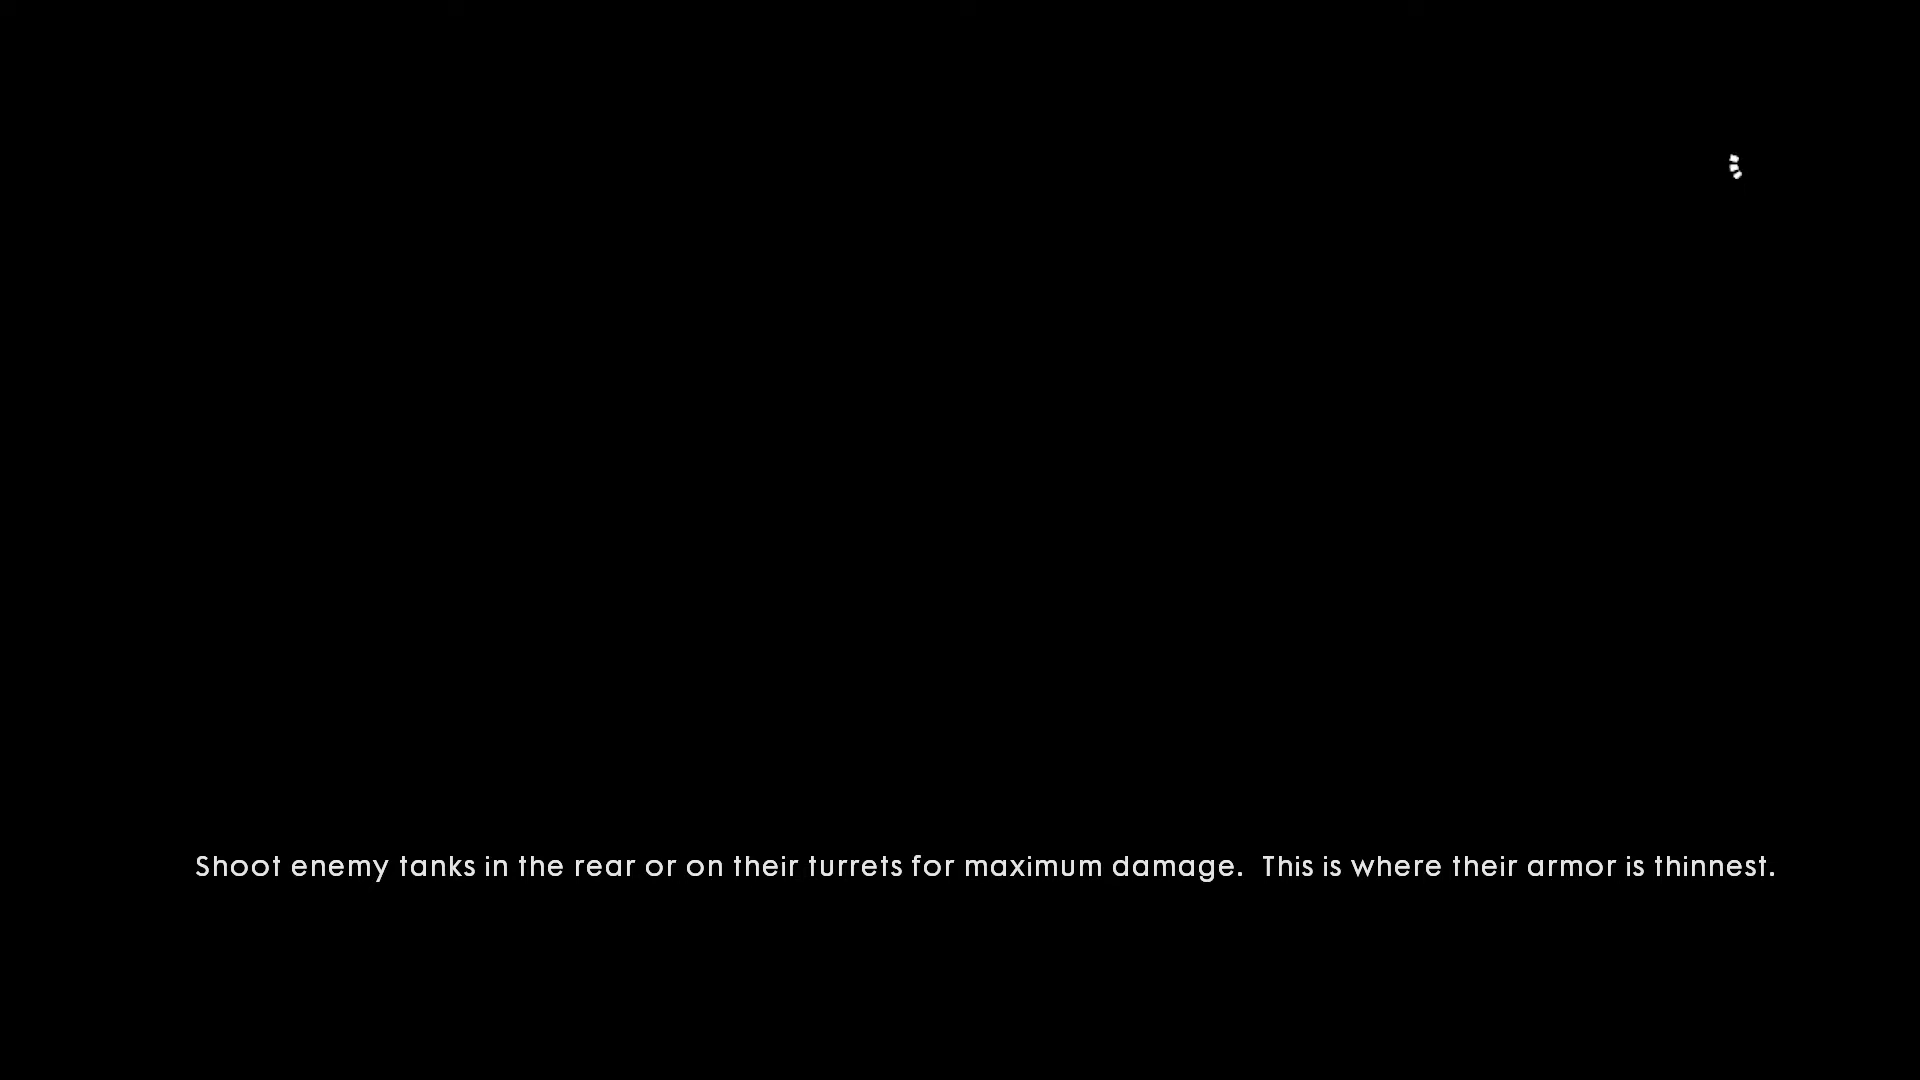 Shoot enemy tanks in the rear or on their turrets for maximum damage.  This is where their armor is thinnest.